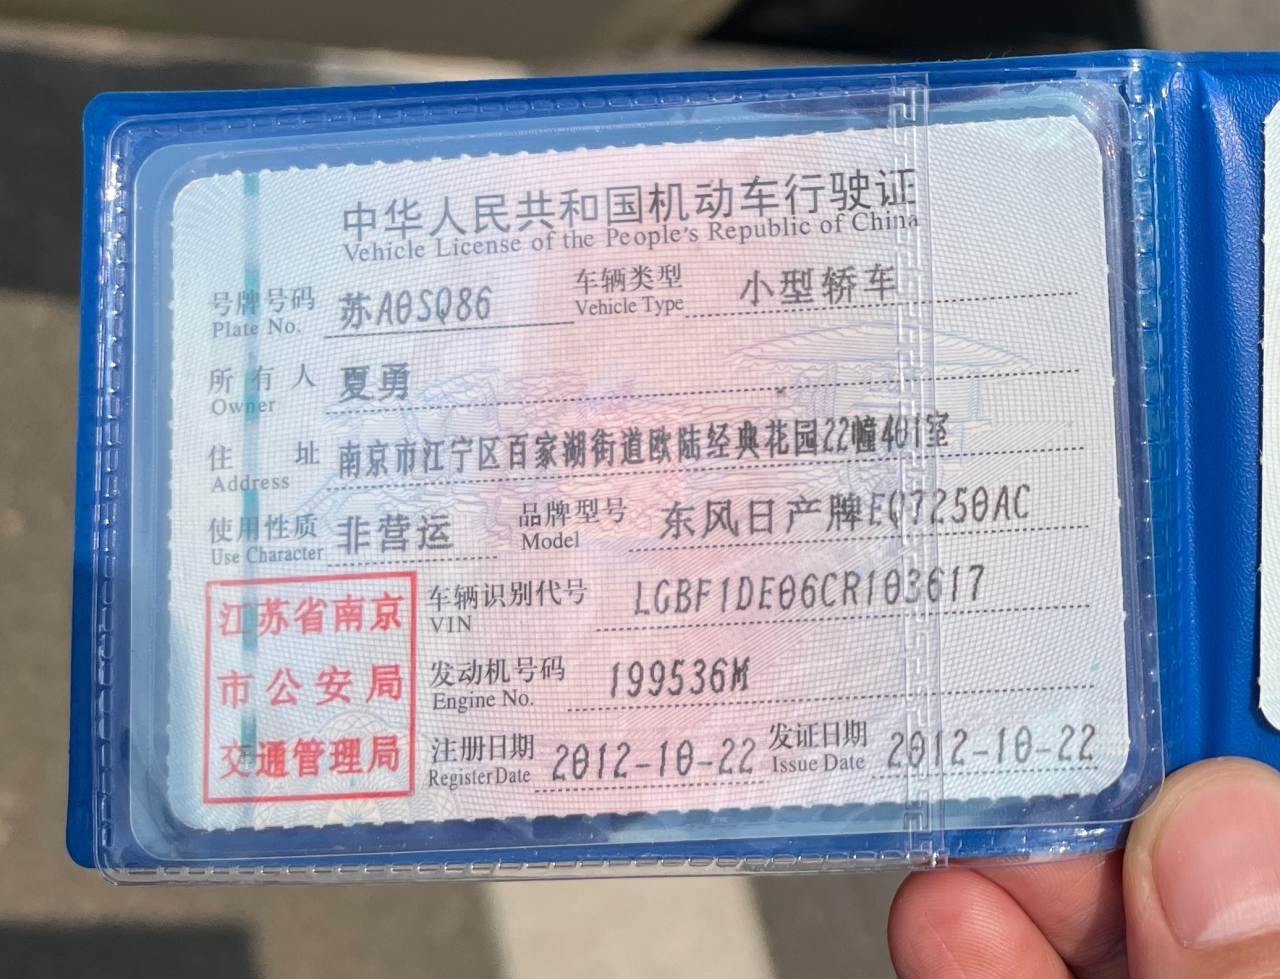 中华人民共和国机动车行驶证
Vehicle License of the People's Republic of China
号牌号码 苏A0SQ86 车辆类型 小型轿车
Plate No. Vehicle Type
所有人 夏勇
Owner
住址 南京市江宁区百家湖街道欧陆经典花园22幢401室
Address
使用性质 非营运 品牌型号 东风日产牌EQ7250AC
Use Character Model
江苏省南京
市公安局
交通管理局
车辆识别代号 LGBF1DE06CR103617
VIN
发动机号码 199536M
Engine No.
注册日期 2012-10-22 发证日期 2012-10-22
Register Date Issue Date